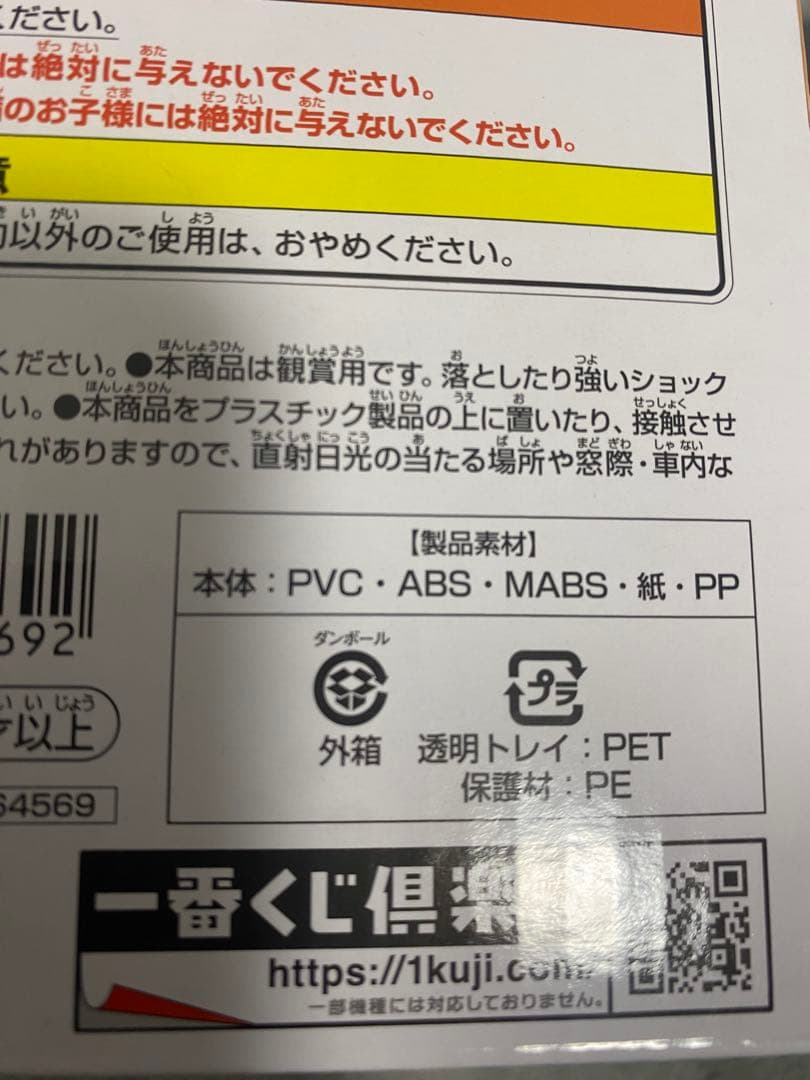 ください。
は絶対に与えないでください。
のお子様には絶対に与えないでください。
以外のご使用は、おやめください。
ください。●本商品は観賞用です。落としたり強いショック
い。●本商品をプラスチック製品の上に置いたり、接触させ
れがありますので、直射日光の当たる場所や窓際・車内な
692
以上
64569
【製品素材】
本体：PVC・ABS・MABS・紙・PP
ダンボール
外箱
プラ
透明トレイ：PET
保護材：PE
一番くじ倶楽
https://1kuji.com/
一部機種には対応しておりません。